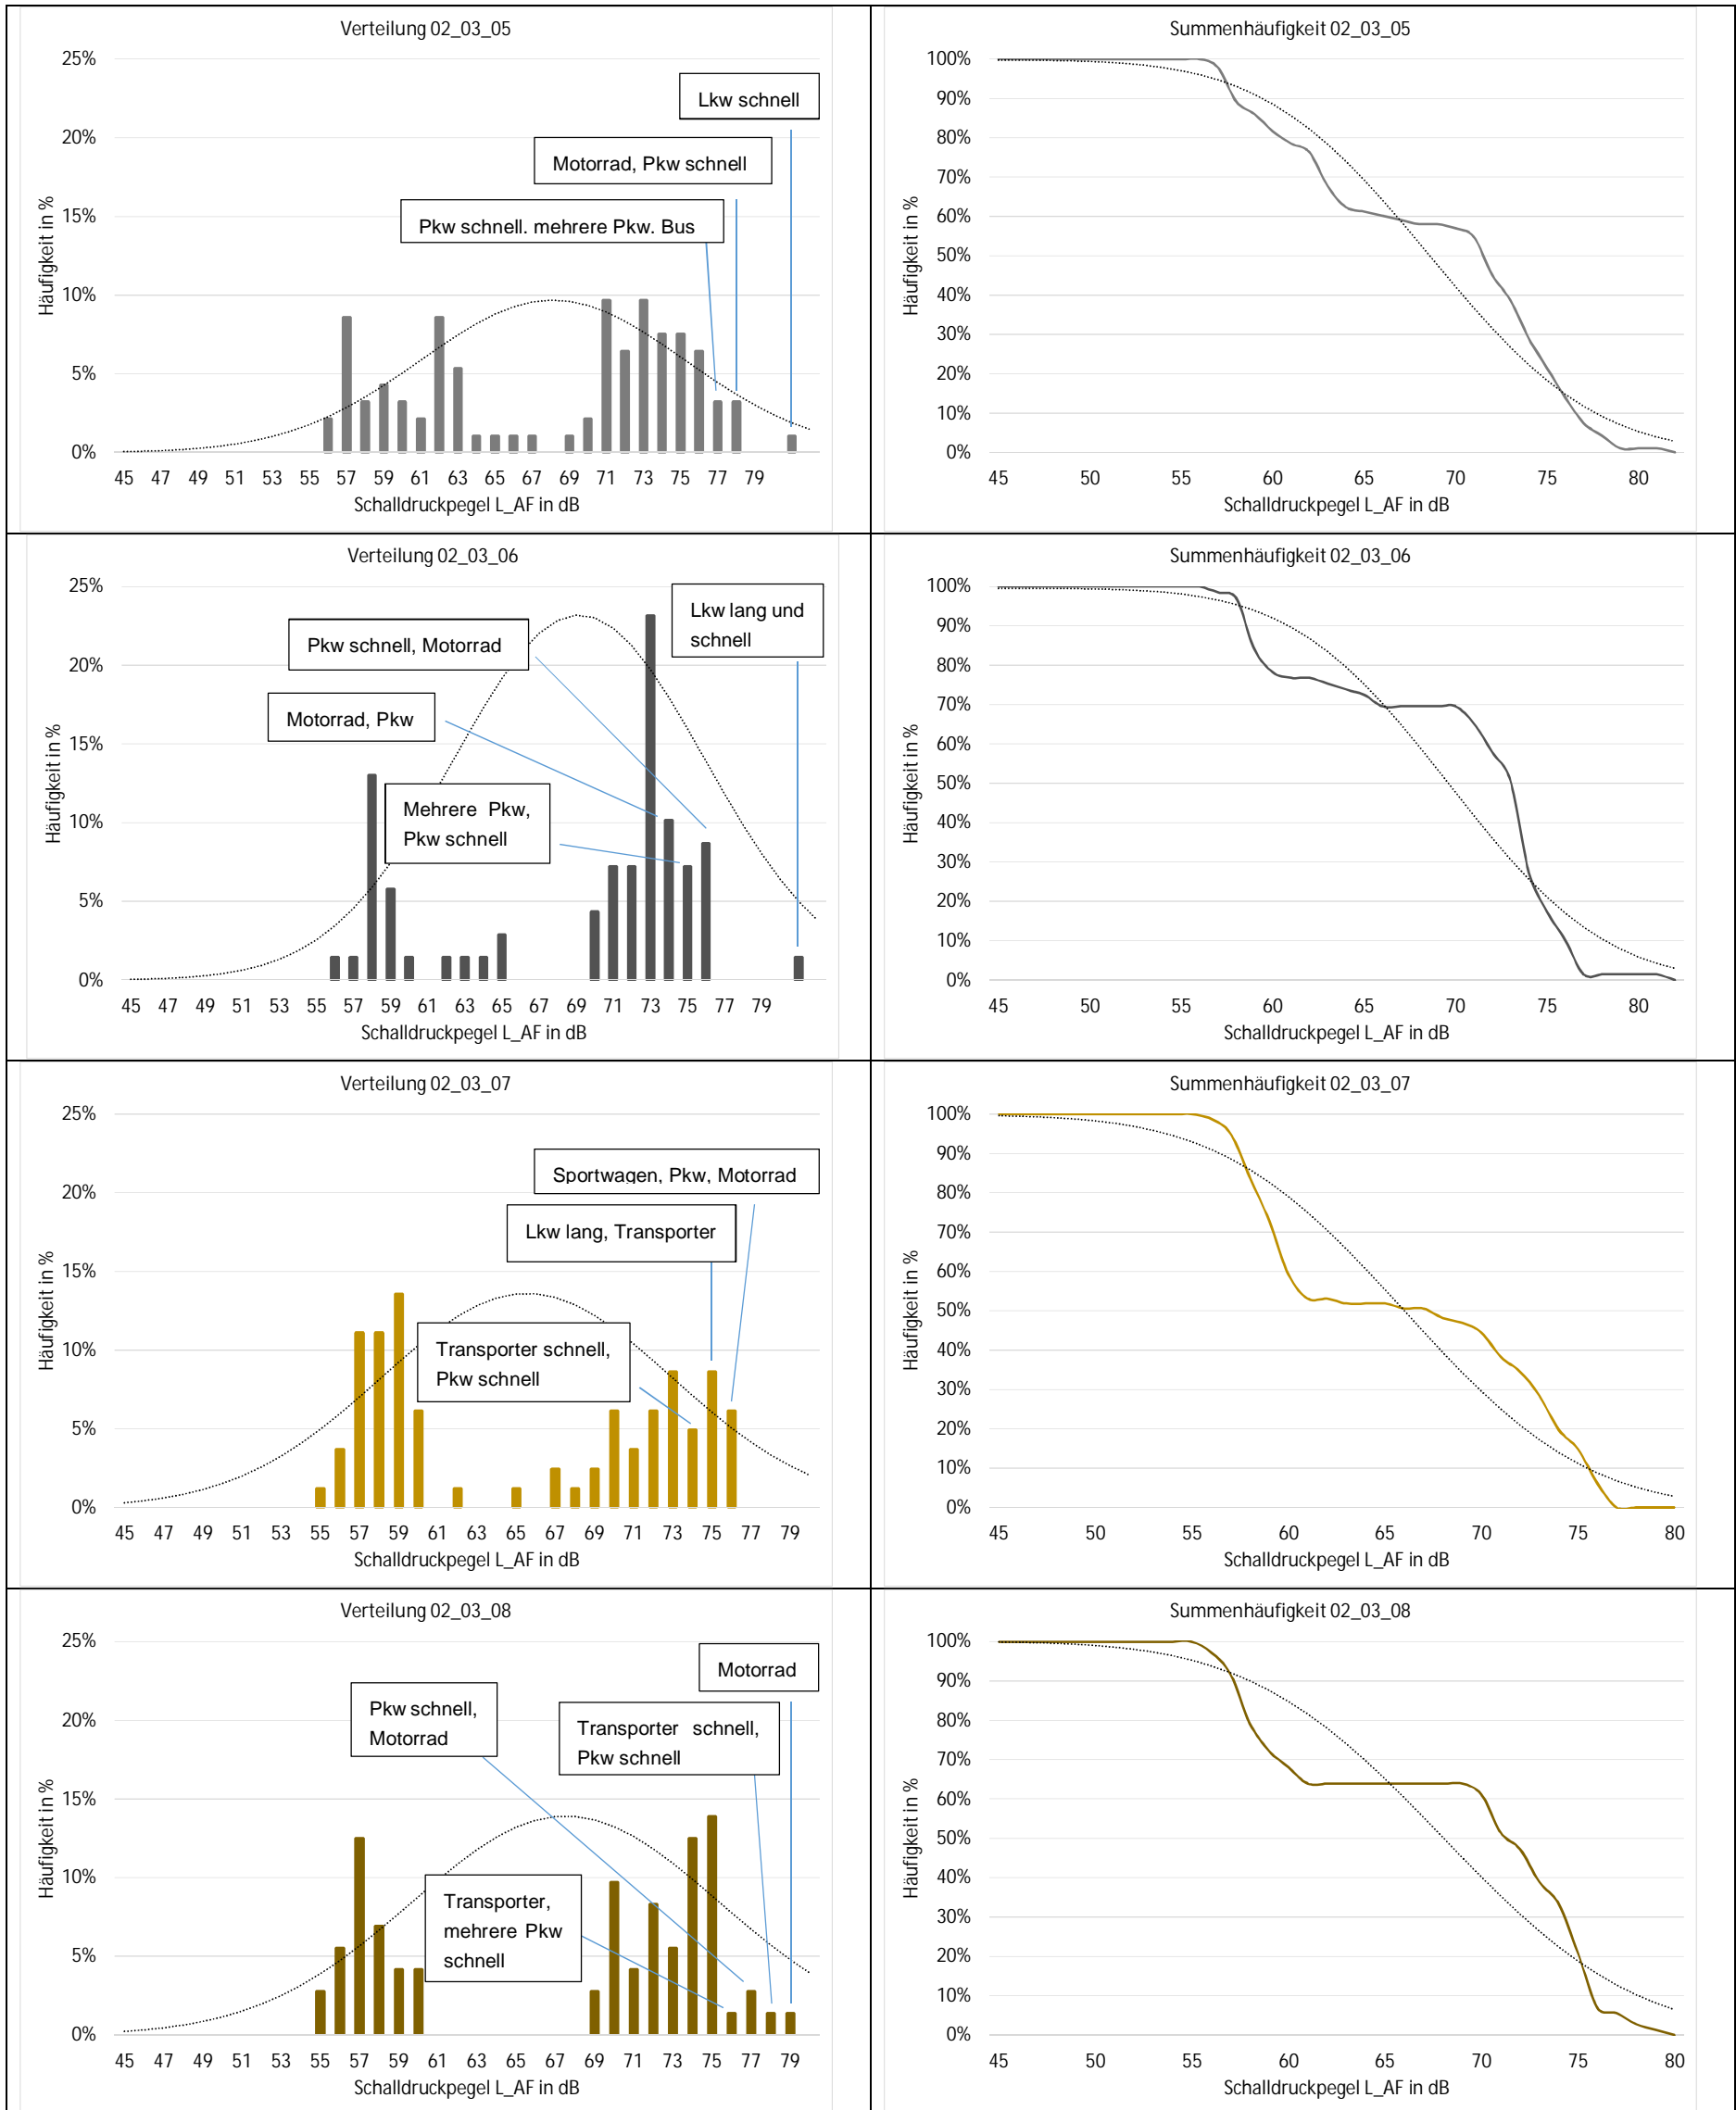 Verteilung 02_03_05
25%
20%
15%
10%
5%
0%
Häufigkeit in %
Lkw schnell
Motorrad, Pkw schnell
Pkw schnell. mehrere Pkw. Bus
45 47 49 51 53 55 57 59 61 63 65 67 69 71 73 75 77 79
Schalldruckpegel L_AF in dB
Summenhäufigkeit 02_03_05
100%
90%
80%
70%
60%
50%
40%
30%
20%
10%
0%
Häufigkeit in %
45 50 55 60 65 70 75 80
Schalldruckpegel L_AF in dB
Verteilung 02_03_06
25%
20%
15%
10%
5%
0%
Häufigkeit in %
Lkw lang und
schnell
Pkw schnell, Motorrad
Motorrad, Pkw
Mehrere Pkw,
Pkw schnell
45 47 49 51 53 55 57 59 61 63 65 67 69 71 73 75 77 79
Schalldruckpegel L_AF in dB
Summenhäufigkeit 02_03_06
100%
90%
80%
70%
60%
50%
40%
30%
20%
10%
0%
Häufigkeit in %
45 50 55 60 65 70 75 80
Schalldruckpegel L_AF in dB
Verteilung 02_03_07
25%
20%
15%
10%
5%
0%
Häufigkeit in %
Sportwagen, Pkw, Motorrad
Lkw lang, Transporter
Transporter schnell,
Pkw schnell
45 47 49 51 53 55 57 59 61 63 65 67 69 71 73 75 77 79
Schalldruckpegel L_AF in dB
Summenhäufigkeit 02_03_07
100%
90%
80%
70%
60%
50%
40%
30%
20%
10%
0%
Häufigkeit in %
45 50 55 60 65 70 75 80
Schalldruckpegel L_AF in dB
Verteilung 02_03_08
25%
20%
15%
10%
5%
0%
Häufigkeit in %
Motorrad
Pkw schnell,
Motorrad
Transporter schnell,
Pkw schnell
Transporter,
mehrere Pkw
schnell
45 47 49 51 53 55 57 59 61 63 65 67 69 71 73 75 77 79
Schalldruckpegel L_AF in dB
Summenhäufigkeit 02_03_08
100%
90%
80%
70%
60%
50%
40%
30%
20%
10%
0%
Häufigkeit in %
45 50 55 60 65 70 75 80
Schalldruckpegel L_AF in dB